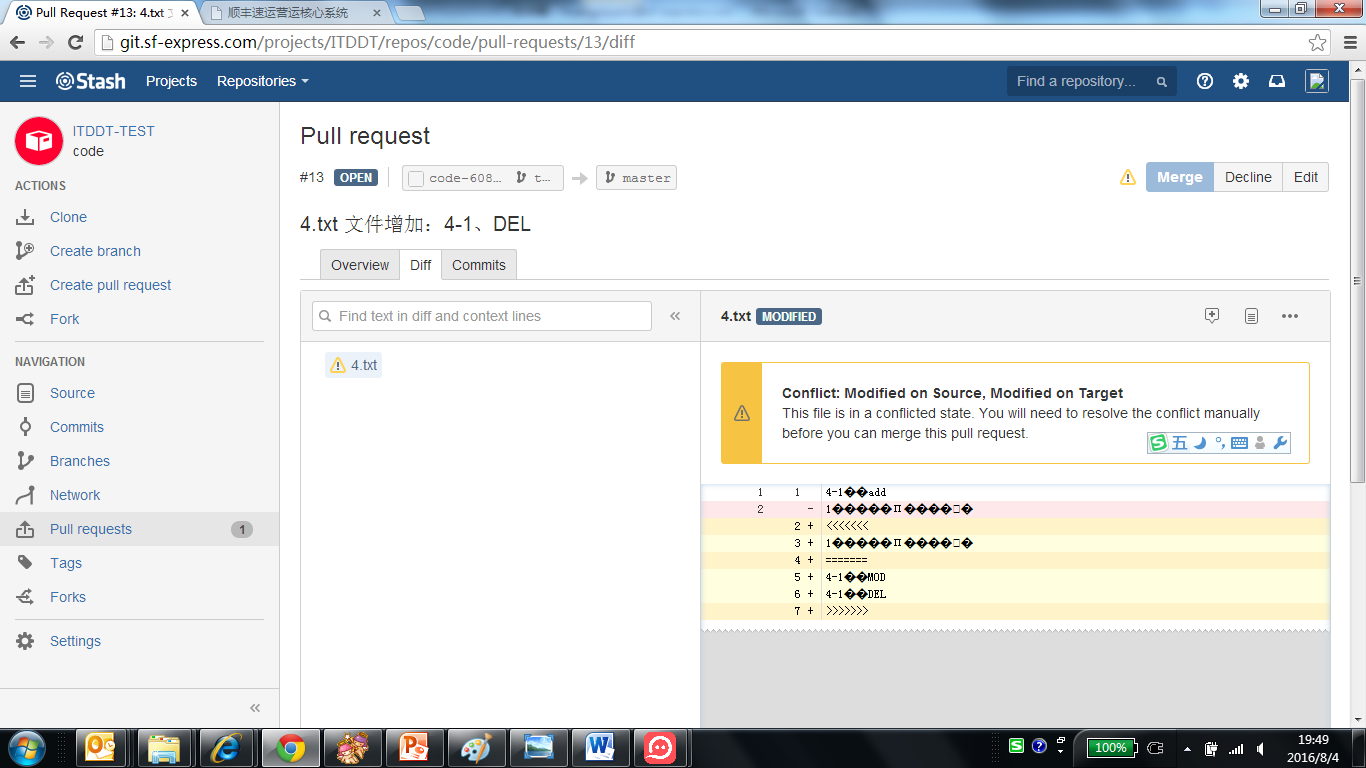 Pull Request #13: 4.txt
顺丰速运营运核心系统
git.sf-express.com/projects/ITDDT/repos/code/pull-requests/13/diff
Stash Projects Repositories Find a repository...
ITDDT-TEST
code
ACTIONS
Clone
Create branch
Create pull request
Fork
NAVIGATION
Source
Commits
Branches
Network
Pull requests 1
Tags
Forks
Settings
Pull request
#13 OPEN code-608... t... master Merge Decline Edit
4.txt 文件增加：4-1、DEL
Overview Diff Commits
Find text in diff and context lines
4.txt
4.txt MODIFIED
Conflict: Modified on Source, Modified on Target
This file is in a conflicted state. You will need to resolve the conflict manually
before you can merge this pull request.
五
1 1 4-1��add
2 - 1�����Π�����
2 + <<<<<<<
3 + 1�����Π�����
4 + =======
5 + 4-1��MOD
6 + 4-1��DEL
7 + >>>>>>>
100%
19:49
2016/8/4